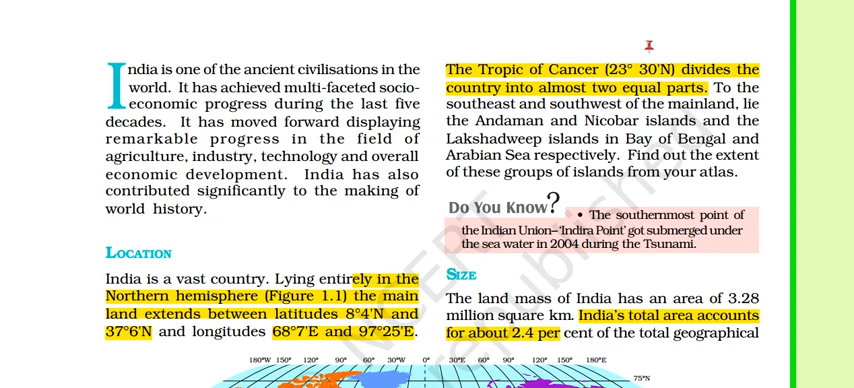 India is one of the ancient civilisations in the
world. It has achieved multi-faceted socio-
economic progress during the last five
decades. It has moved forward displaying
remarkable progress in the field of
agriculture, industry, technology and overall
economic development. India has also
contributed significantly to the making of
world history.
LOCATION
India is a vast country. Lying entirely in the
Northern hemisphere (Figure 1.1) the main
land extends between latitudes 8°4'N and
37°6'N and longitudes 68°7'E and 97°25'E.
The Tropic of Cancer (23° 30'N) divides the
country into almost two equal parts. To the
southeast and southwest of the mainland, lie
the Andaman and Nicobar islands and the
Lakshadweep islands in Bay of Bengal and
Arabian Sea respectively. Find out the extent
of these groups of islands from your atlas.
Do You Know?
• The southernmost point of
the Indian Union– 'Indira Point' got submerged under
the sea water in 2004 during the Tsunami.
SIZE
The land mass of India has an area of 3.28
million square km. India's total area accounts
for about 2.4 per cent of the total geographical
180°W 150° 120° 90° 60° 30°W 0° 30°E 60° 90° 120° 150° 180°E
75°N
NCERT
republished